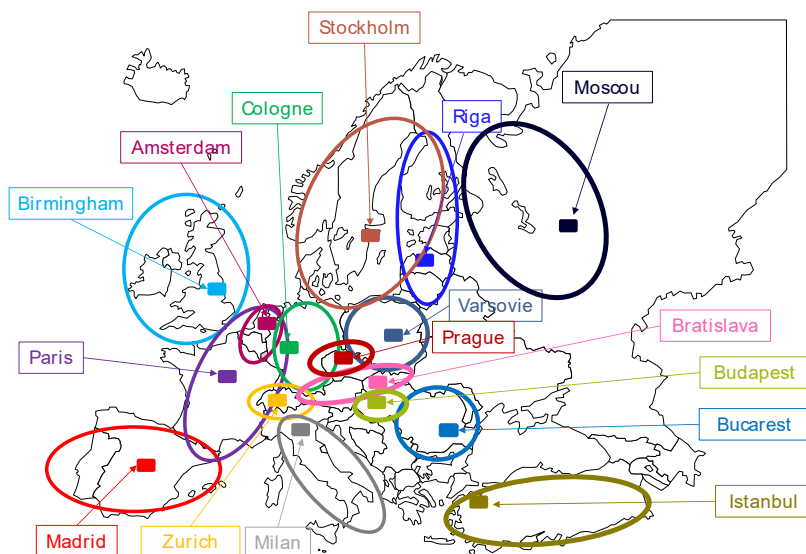 Stockholm
Moscou
Cologne
Riga
Amsterdam
Birmingham
Varsovie
Bratislava
Prague
Paris
Budapest
Bucarest
Istanbul
Madrid
Zurich
Milan